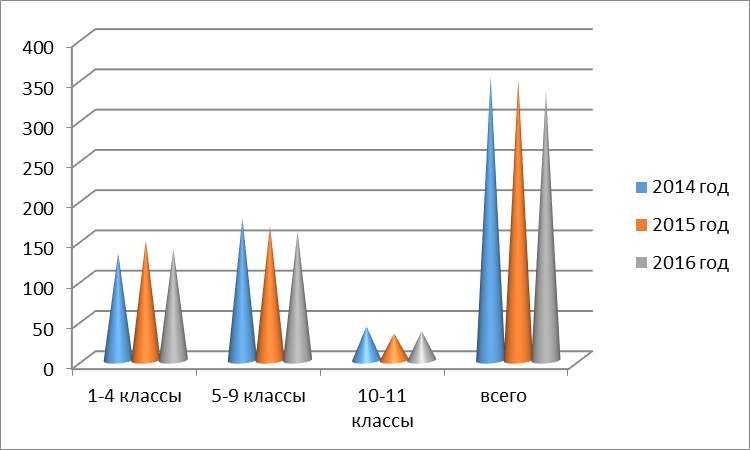 400
350
300
250
200
150
100
50
0
1-4 классы
5-9 классы
10-11
классы
всего
2014 год
2015 год
2016 год